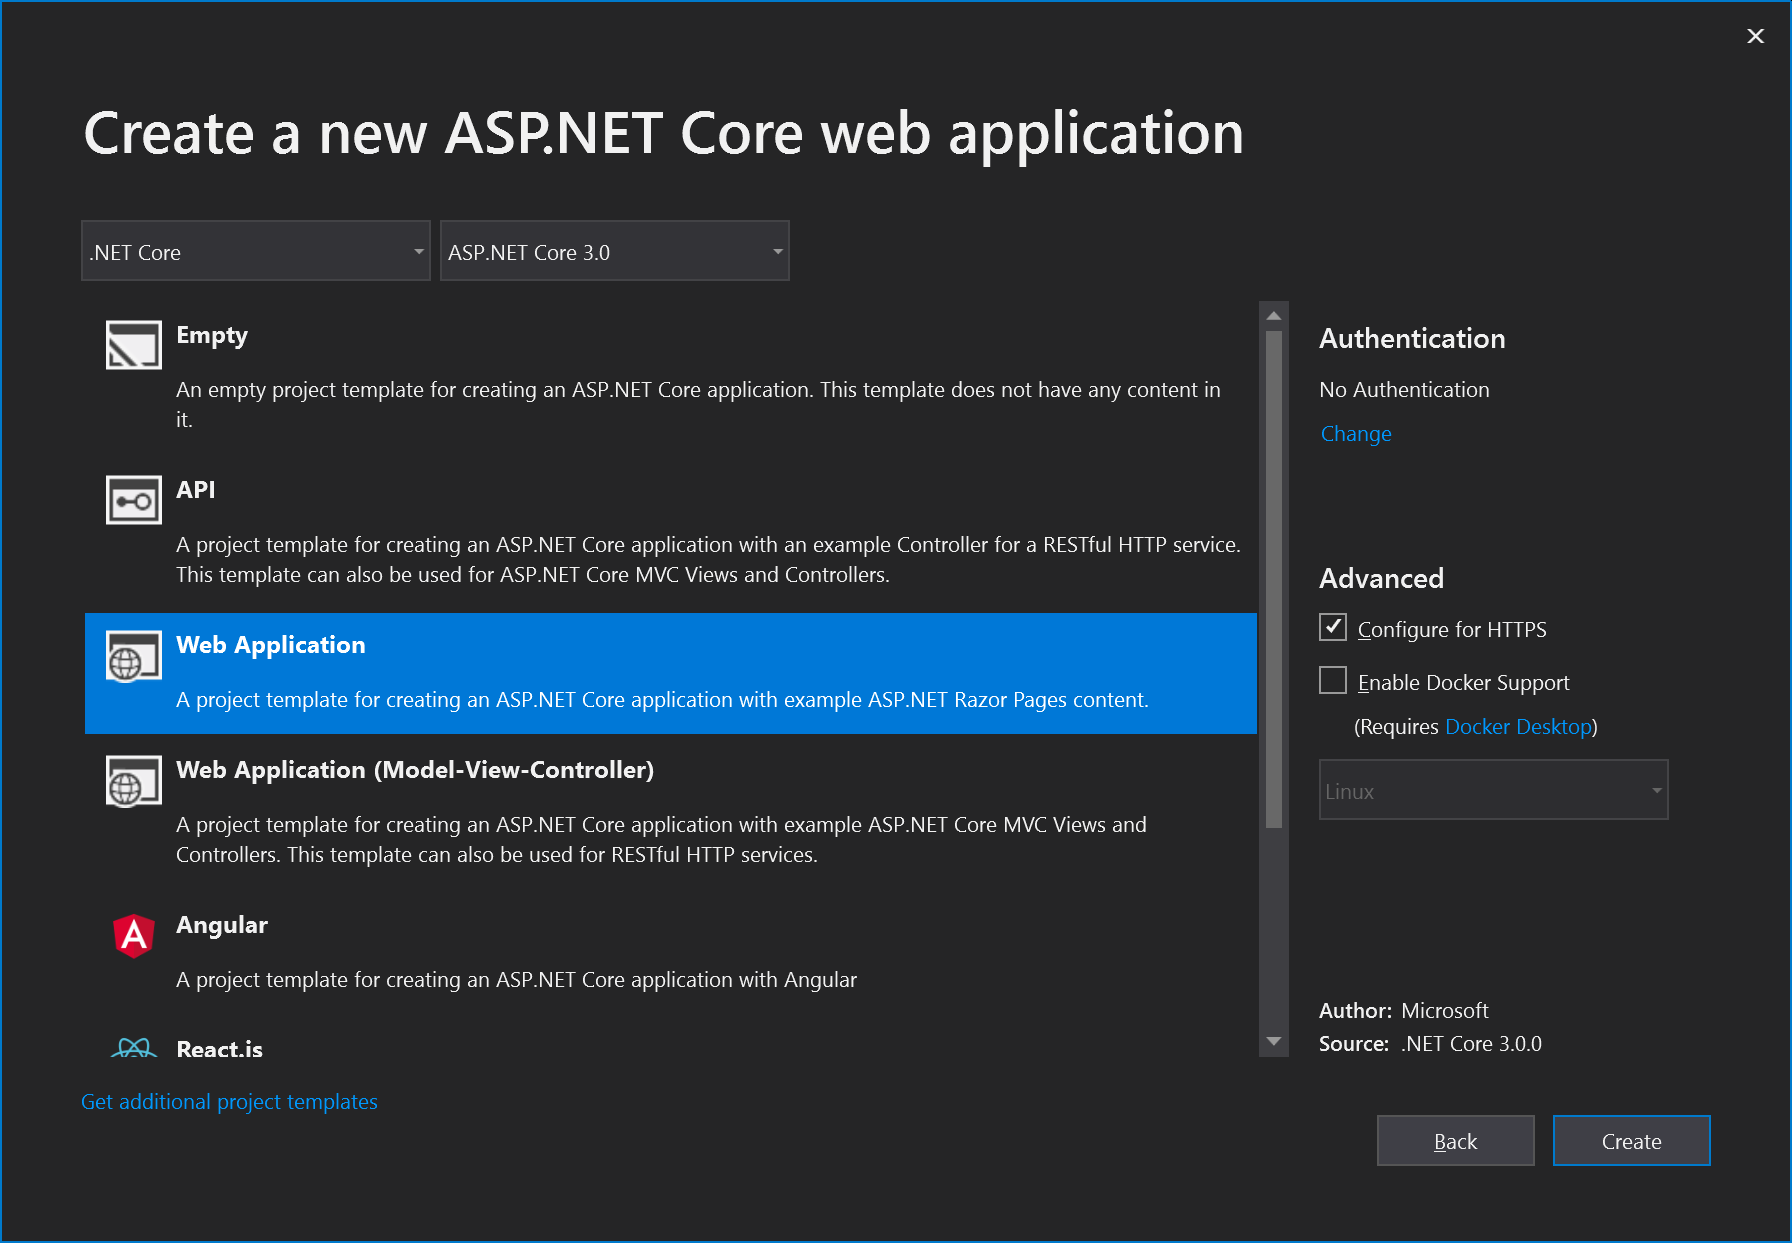 Create a new ASP.NET Core web application
.NET Core
ASP.NET Core 3.0
Empty
An empty project template for creating an ASP.NET Core application. This template does not have any content in
it.
API
A project template for creating an ASP.NET Core application with an example Controller for a RESTful HTTP service.
This template can also be used for ASP.NET Core MVC Views and Controllers.
Web Application
A project template for creating an ASP.NET Core application with example ASP.NET Razor Pages content.
Web Application (Model-View-Controller)
A project template for creating an ASP.NET Core application with example ASP.NET Core MVC Views and
Controllers. This template can also be used for RESTful HTTP services.
Angular
A project template for creating an ASP.NET Core application with Angular
React.js
Get additional project templates
Authentication
No Authentication
Change
Advanced
Configure for HTTPS
Enable Docker Support
(Requires Docker Desktop)
Linux
Author: Microsoft
Source: .NET Core 3.0.0
Back
Create